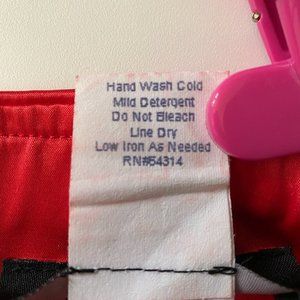 Hand Wash Cold
Mild Detergent
Do Not Bleach
Line Dry
Low Iron As Needed
RN#54314